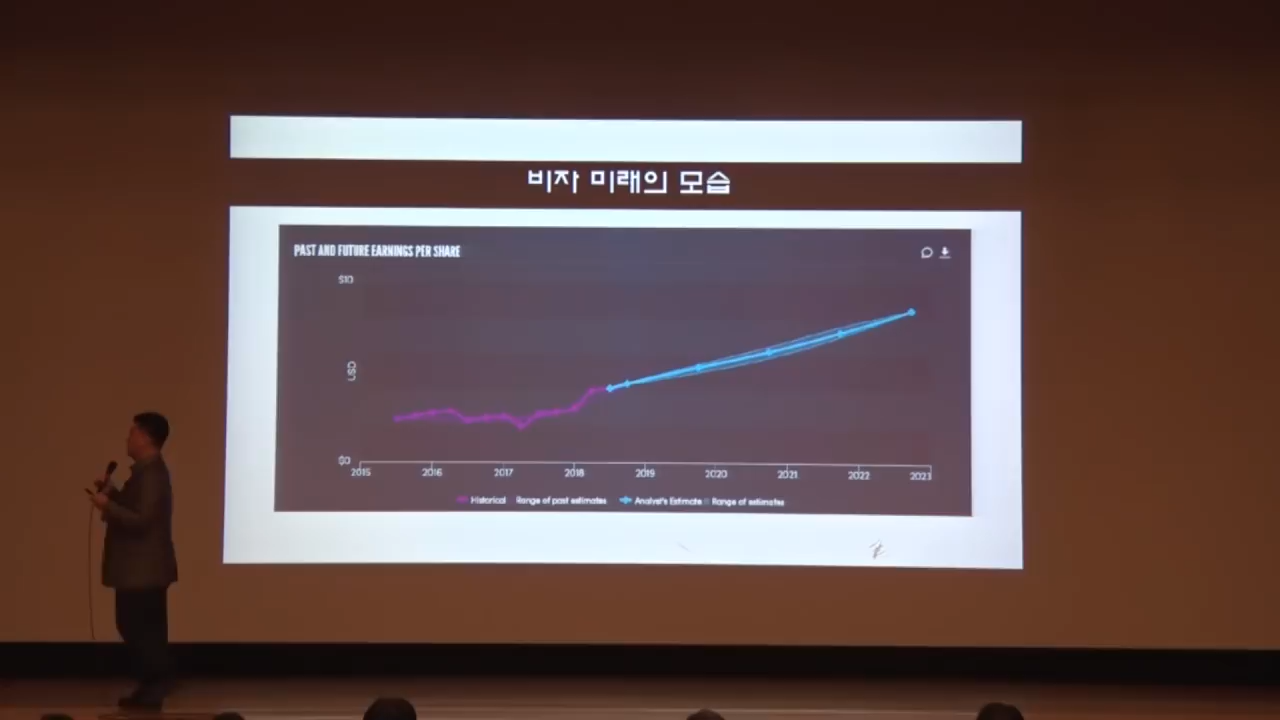 비자 미래의 모습
PAST AND FUTURE EARNINGS PER SHARE
$10
USD
$0
2015 2016 2017 2018 2019 2020 2021 2022 2023
Historical Range of past estimates Analyst's Estimate Range of estimates